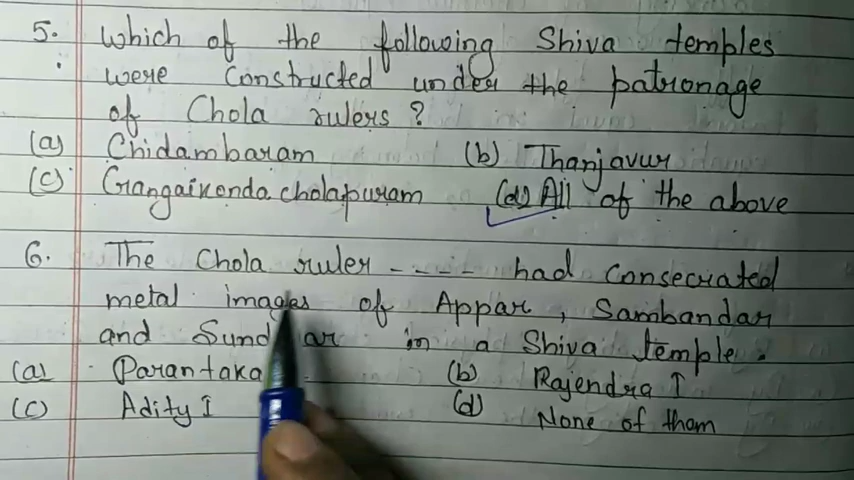 5. Which of the following Shiva temples
were constructed under the patronage
of Chola rulers ?
(a) Chidambaram (b) Thanjavur
(c) Gangaikonda cholapuram (d) All of the above
6. The Chola ruler ----- had consecrated
metal images of Appar, Sambandar
and Sundar in a Shiva temple.
(a) Parantaka (b) Rajendra I
(c) Adity I (d) None of tham